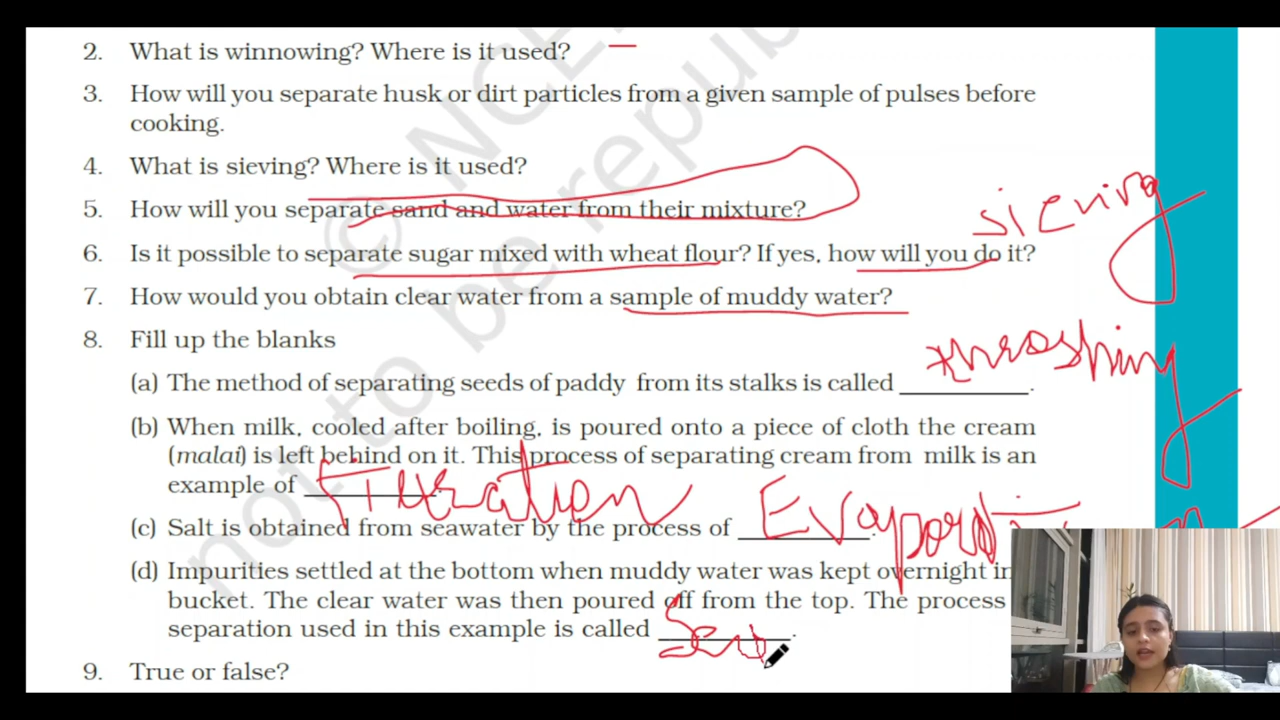 2. What is winnowing? Where is it used?
3. How will you separate husk or dirt particles from a given sample of pulses before
cooking.
4. What is sieving? Where is it used?
5. How will you separate sand and water from their mixture?
sieving
6. Is it possible to separate sugar mixed with wheat flour? If yes, how will you do it?
7. How would you obtain clear water from a sample of muddy water?
8. Fill up the blanks
threshing
(a) The method of separating seeds of paddy from its stalks is called ________.
(b) When milk, cooled after boiling, is poured onto a piece of cloth the cream
(malai) is left behind on it. This process of separating cream from milk is an
example of ________.
(c) Salt is obtained from seawater by the process of ________.
(d) Impurities settled at the bottom when muddy water was kept overnight in
bucket. The clear water was then poured off from the top. The process
separation used in this example is called ________.
9. True or false?